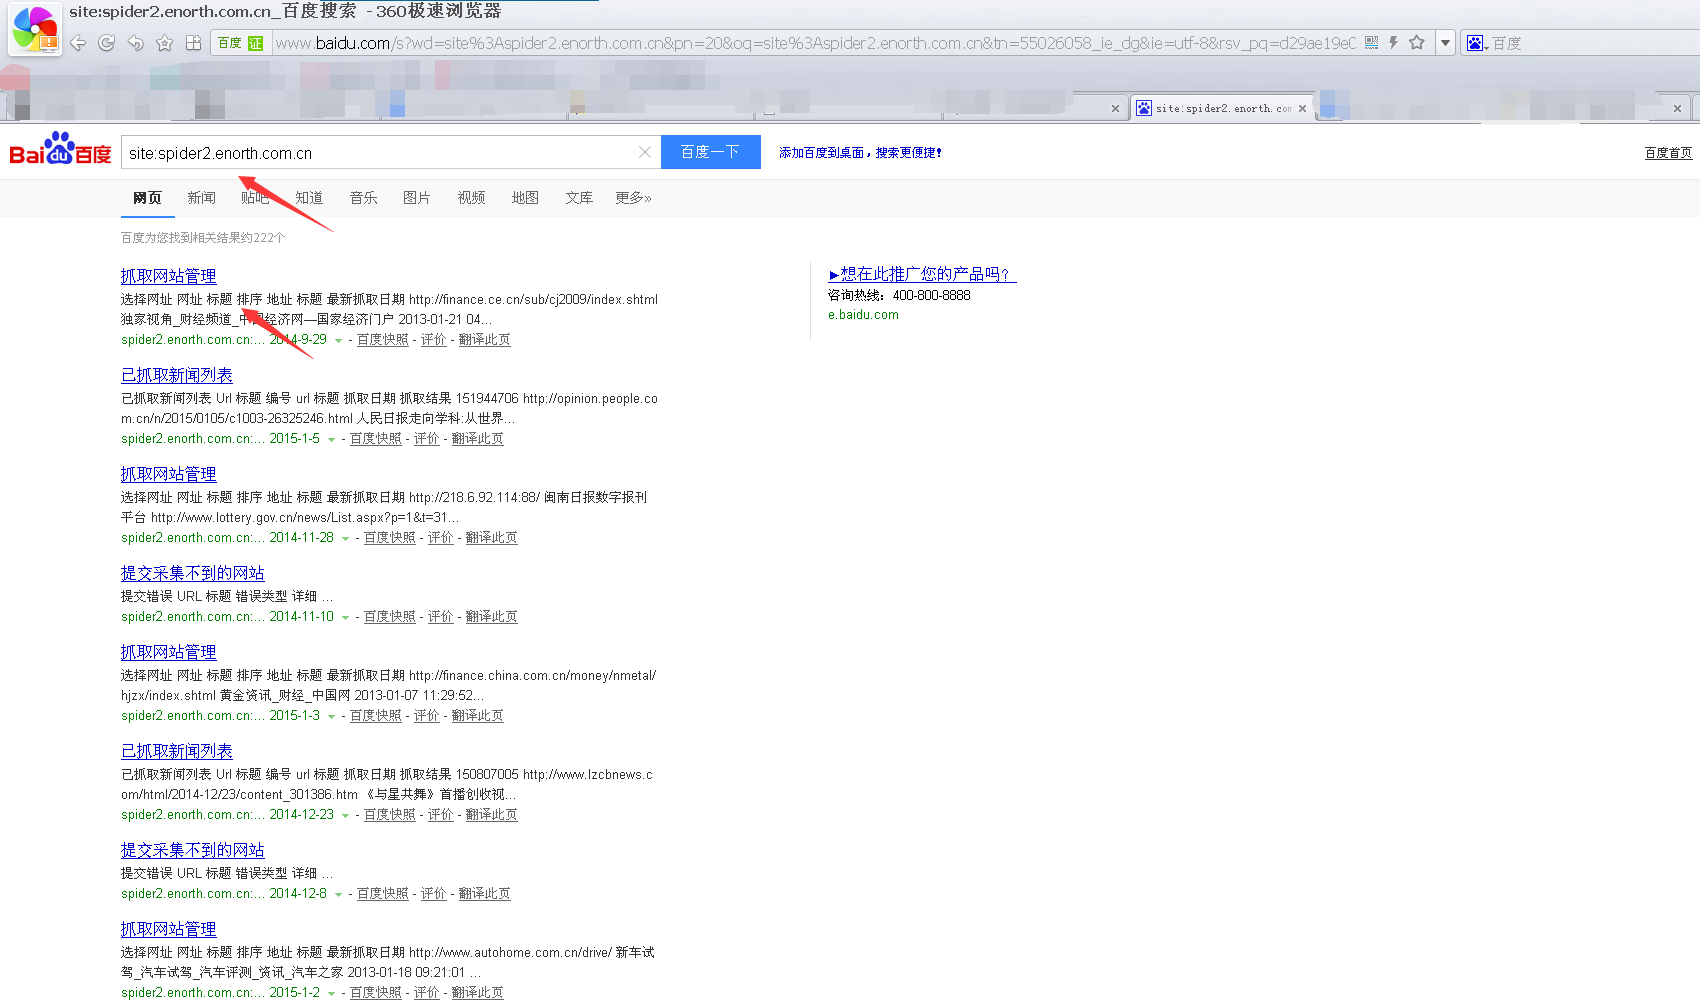 site:spider2.enorth.com.cn_百度搜索 - 360极速浏览器
百度 证 www.baidu.com/s?wd=site%3Aspider2.enorth.com.cn&pn=20&oq=site%3Aspider2.enorth.com.cn&tn=55026058_ie_dg&ie=utf-8&rsv_pq=d29ae19e0 百度
site:spider2.enorth.com
Bai du 百度 site:spider2.enorth.com.cn 百度一下 添加百度到桌面，搜索更便捷! 百度首页
网页 新闻 贴吧 知道 音乐 图片 视频 地图 文库 更多»
百度为您找到相关结果约222个
抓取网站管理
选择网址 网址 标题 排序 地址 标题 最新抓取日期 http://finance.ce.cn/sub/cj2009/index.shtml
独家视角_财经频道_中国经济网—国家经济门户 2013-01-21 04...
spider2.enorth.com.cn:... 2014-9-29 - 百度快照 - 评价 - 翻译此页
►想在此推广您的产品吗？
咨询热线：400-800-8888
e.baidu.com
已抓取新闻列表
已抓取新闻列表 Url 标题 编号 url 标题 抓取日期 抓取结果 151944706 http://opinion.people.co
m.cn/n/2015/0105/c1003-26325246.html 人民日报走向学科:从世界...
spider2.enorth.com.cn:... 2015-1-5 - 百度快照 - 评价 - 翻译此页
抓取网站管理
选择网址 网址 标题 排序 地址 标题 最新抓取日期 http://218.6.92.114:88/ 闽南日报数字报刊
平台 http://www.lottery.gov.cn/news/List.aspx?p=1&t=31...
spider2.enorth.com.cn:... 2014-11-28 - 百度快照 - 评价 - 翻译此页
提交采集不到的网站
提交错误 URL 标题 错误类型 详细 ...
spider2.enorth.com.cn:... 2014-11-10 - 百度快照 - 评价 - 翻译此页
抓取网站管理
选择网址 网址 标题 排序 地址 标题 最新抓取日期 http://finance.china.com.cn/money/nmetal/
hjzx/index.shtml 黄金资讯_财经_中国网 2013-01-07 11:29:52...
spider2.enorth.com.cn:... 2015-1-3 - 百度快照 - 评价 - 翻译此页
已抓取新闻列表
已抓取新闻列表 Url 标题 编号 url 标题 抓取日期 抓取结果 150807005 http://www.lzcbnews.c
om/html/2014-12/23/content_301386.htm 《与星共舞》首播创收视...
spider2.enorth.com.cn:... 2014-12-23 - 百度快照 - 评价 - 翻译此页
提交采集不到的网站
提交错误 URL 标题 错误类型 详细 ...
spider2.enorth.com.cn:... 2014-12-8 - 百度快照 - 评价 - 翻译此页
抓取网站管理
选择网址 网址 标题 排序 地址 标题 最新抓取日期 http://www.autohome.com.cn/drive/ 新车试
驾_汽车试驾_汽车评测_资讯_汽车之家 2013-01-18 09:21:01 ...
spider2.enorth.com.cn:... 2015-1-2 - 百度快照 - 评价 - 翻译此页